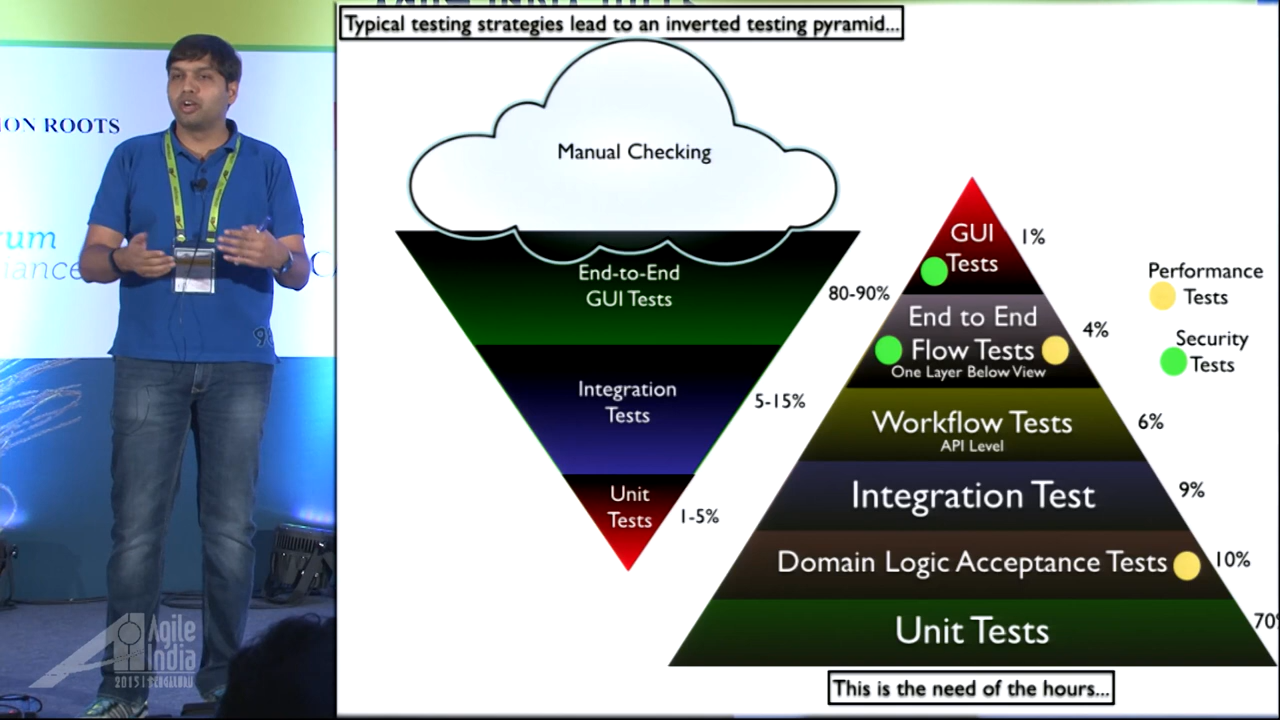 ION ROOTS
Typical testing strategies lead to an inverted testing pyramid...
Manual Checking
End-to-End
GUI Tests
80-90%
Integration
Tests
5-15%
Unit
Tests
1-5%
GUI
Tests
1%
End to End
Flow Tests
One Layer Below View
4%
Workflow Tests
API Level
6%
Integration Test
9%
Domain Logic Acceptance Tests
10%
Unit Tests
70%
Performance
Tests
Security
Tests
This is the need of the hours...
Agile
India
2015 | BENGALURU